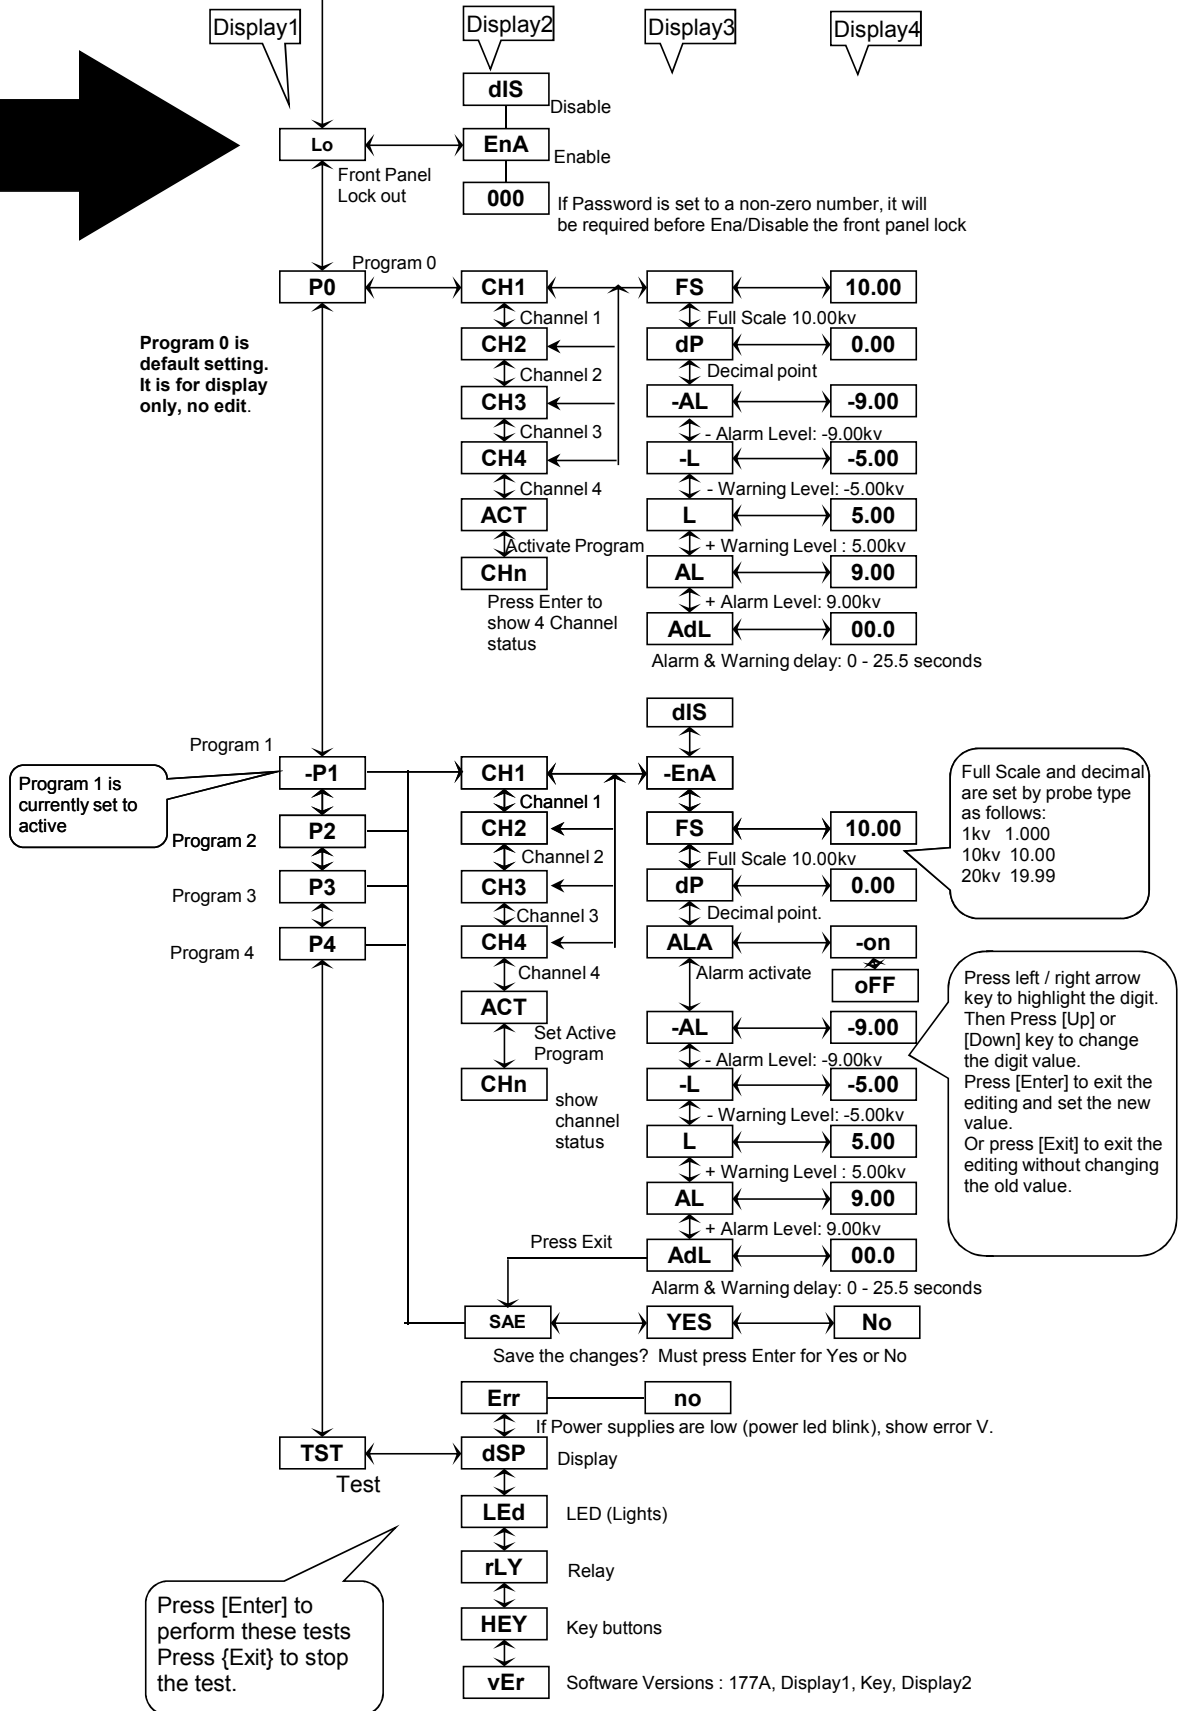 Display1
Display2
Display3
Display4
dIS
Disable
Lo
EnA
Enable
Front Panel
Lock out
000
If Password is set to a non-zero number, it will
be required before Ena/Disable the front panel lock
Program 0
P0
CH1
FS
10.00
Channel 1
Full Scale 10.00kv
Program 0 is
default setting.
It is for display
only, no edit.
CH2
dP
0.00
Channel 2
Decimal point
CH3
-AL
-9.00
Channel 3
- Alarm Level: -9.00kv
CH4
-L
-5.00
Channel 4
- Warning Level: -5.00kv
ACT
L
5.00
Activate Program
+ Warning Level : 5.00kv
CHn
AL
9.00
Press Enter to
show 4 Channel
status
+ Alarm Level: 9.00kv
AdL
00.0
Alarm & Warning delay: 0 - 25.5 seconds
dIS
Program 1
-P1
CH1
-EnA
Program 1 is
currently set to
active
Channel 1
Full Scale and decimal
are set by probe type
as follows:
1kv 1.000
10kv 10.00
20kv 19.99
Program 2
P2
CH2
FS
10.00
Channel 2
Full Scale 10.00kv
Program 3
P3
CH3
dP
0.00
Channel 3
Decimal point.
Program 4
P4
CH4
ALA
-on
Channel 4
Alarm activate
oFF
ACT
Set Active
Program
-AL
-9.00
- Alarm Level: -9.00kv
Press left / right arrow
key to highlight the digit.
Then Press [Up] or
[Down] key to change
the digit value.
Press [Enter] to exit the
editing and set the new
value.
Or press [Exit] to exit the
editing without changing
the old value.
CHn
show
channel
status
-L
-5.00
- Warning Level: -5.00kv
L
5.00
+ Warning Level : 5.00kv
AL
9.00
+ Alarm Level: 9.00kv
Press Exit
AdL
00.0
Alarm & Warning delay: 0 - 25.5 seconds
SAE
YES
No
Save the changes? Must press Enter for Yes or No
Err
no
If Power supplies are low (power led blink), show error V.
TST
Test
dSP
Display
LEd
LED (Lights)
rLY
Relay
Press [Enter] to
perform these tests
Press {Exit} to stop
the test.
HEY
Key buttons
vEr
Software Versions : 177A, Display1, Key, Display2